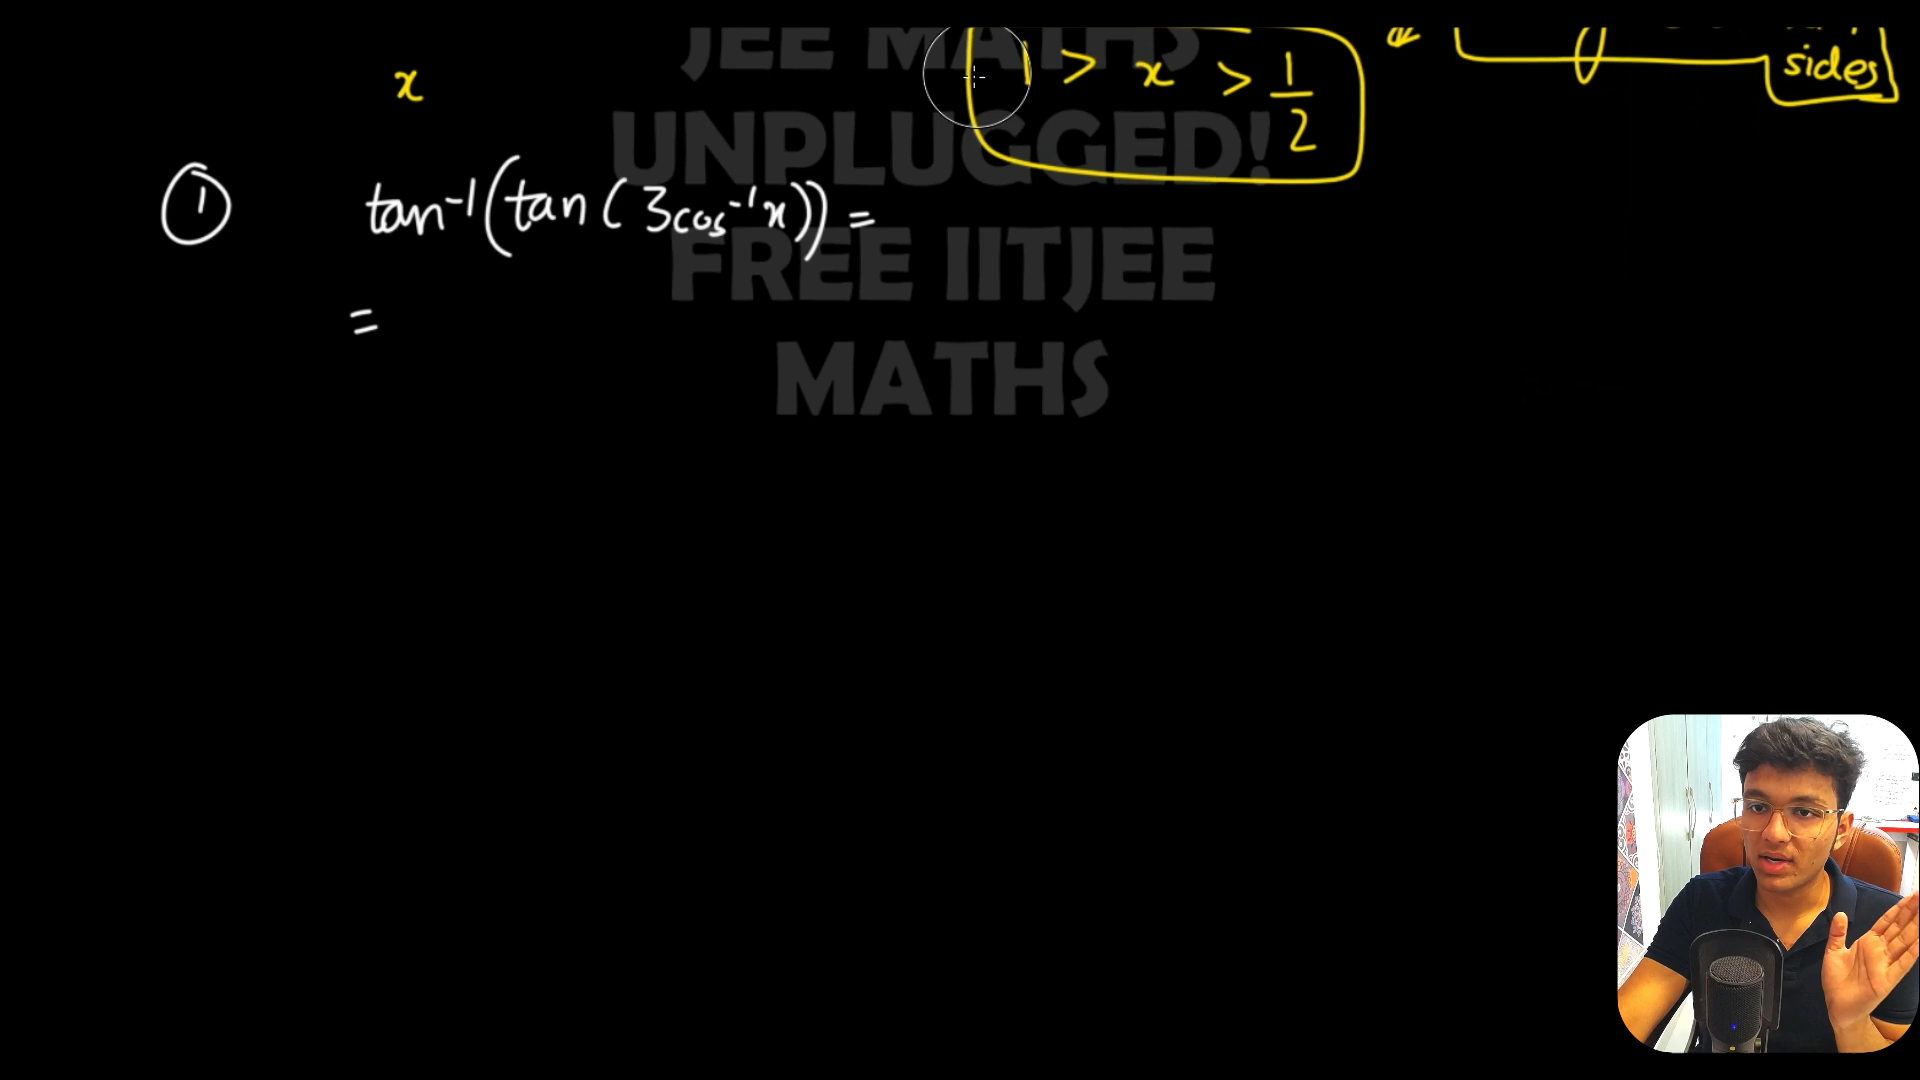 JEE MATHS
UNPLUGGED!
FREE IITJEE
MATHS
x
1 > x > 1/2
sides
① tan⁻¹(tan(3cos⁻¹x)) =
=